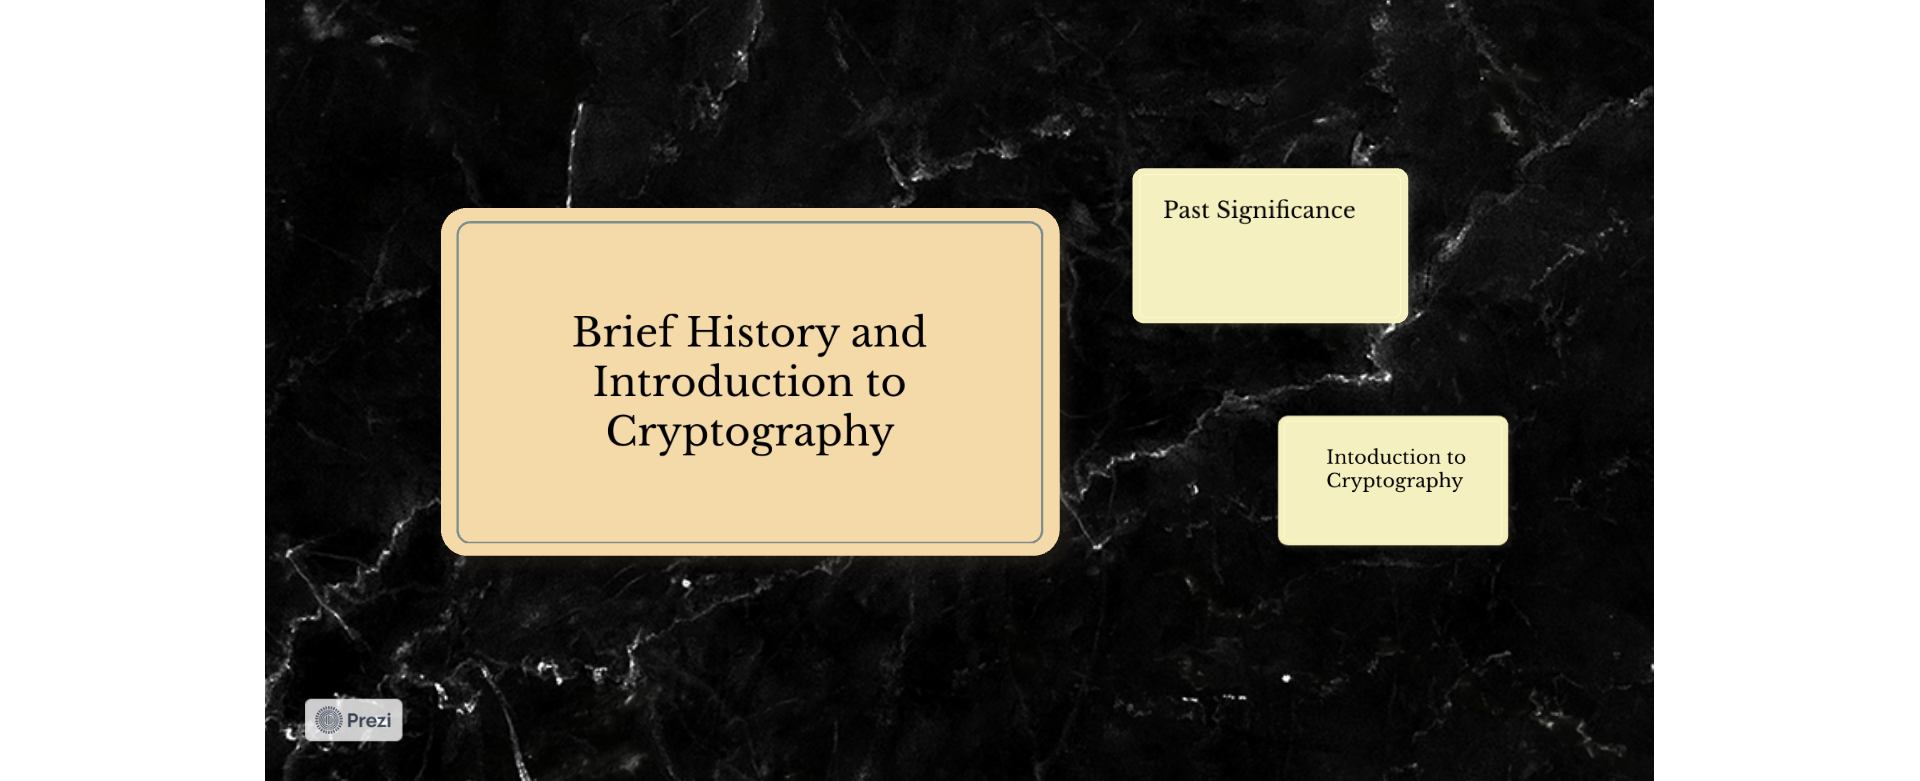 Brief History and
Introduction to
Cryptography
Past Significance
Intoduction to
Cryptography
Prezi